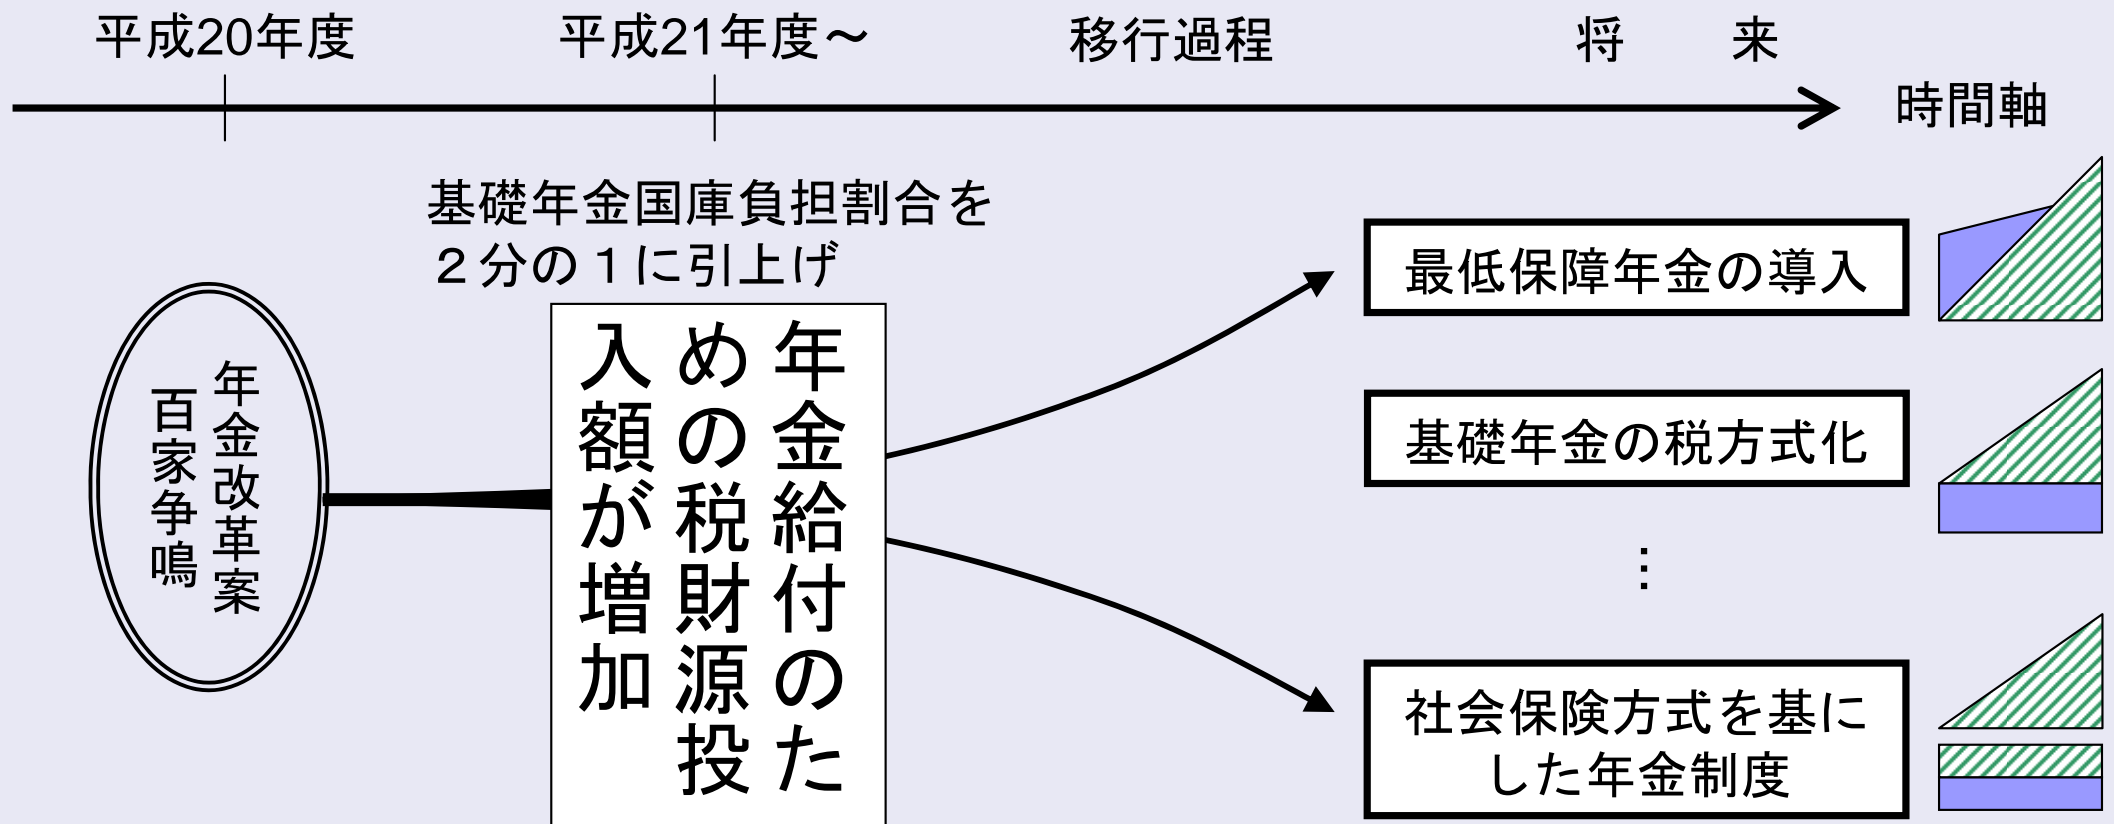 平成20年度
平成21年度～
移行過程
将　　来
時間軸
基礎年金国庫負担割合を
２分の１に引上げ
年金改革案
百家争鳴
年金給付のた
めの税財源投
入額が増加
最低保障年金の導入
基礎年金の税方式化
⋮
社会保険方式を基に
した年金制度